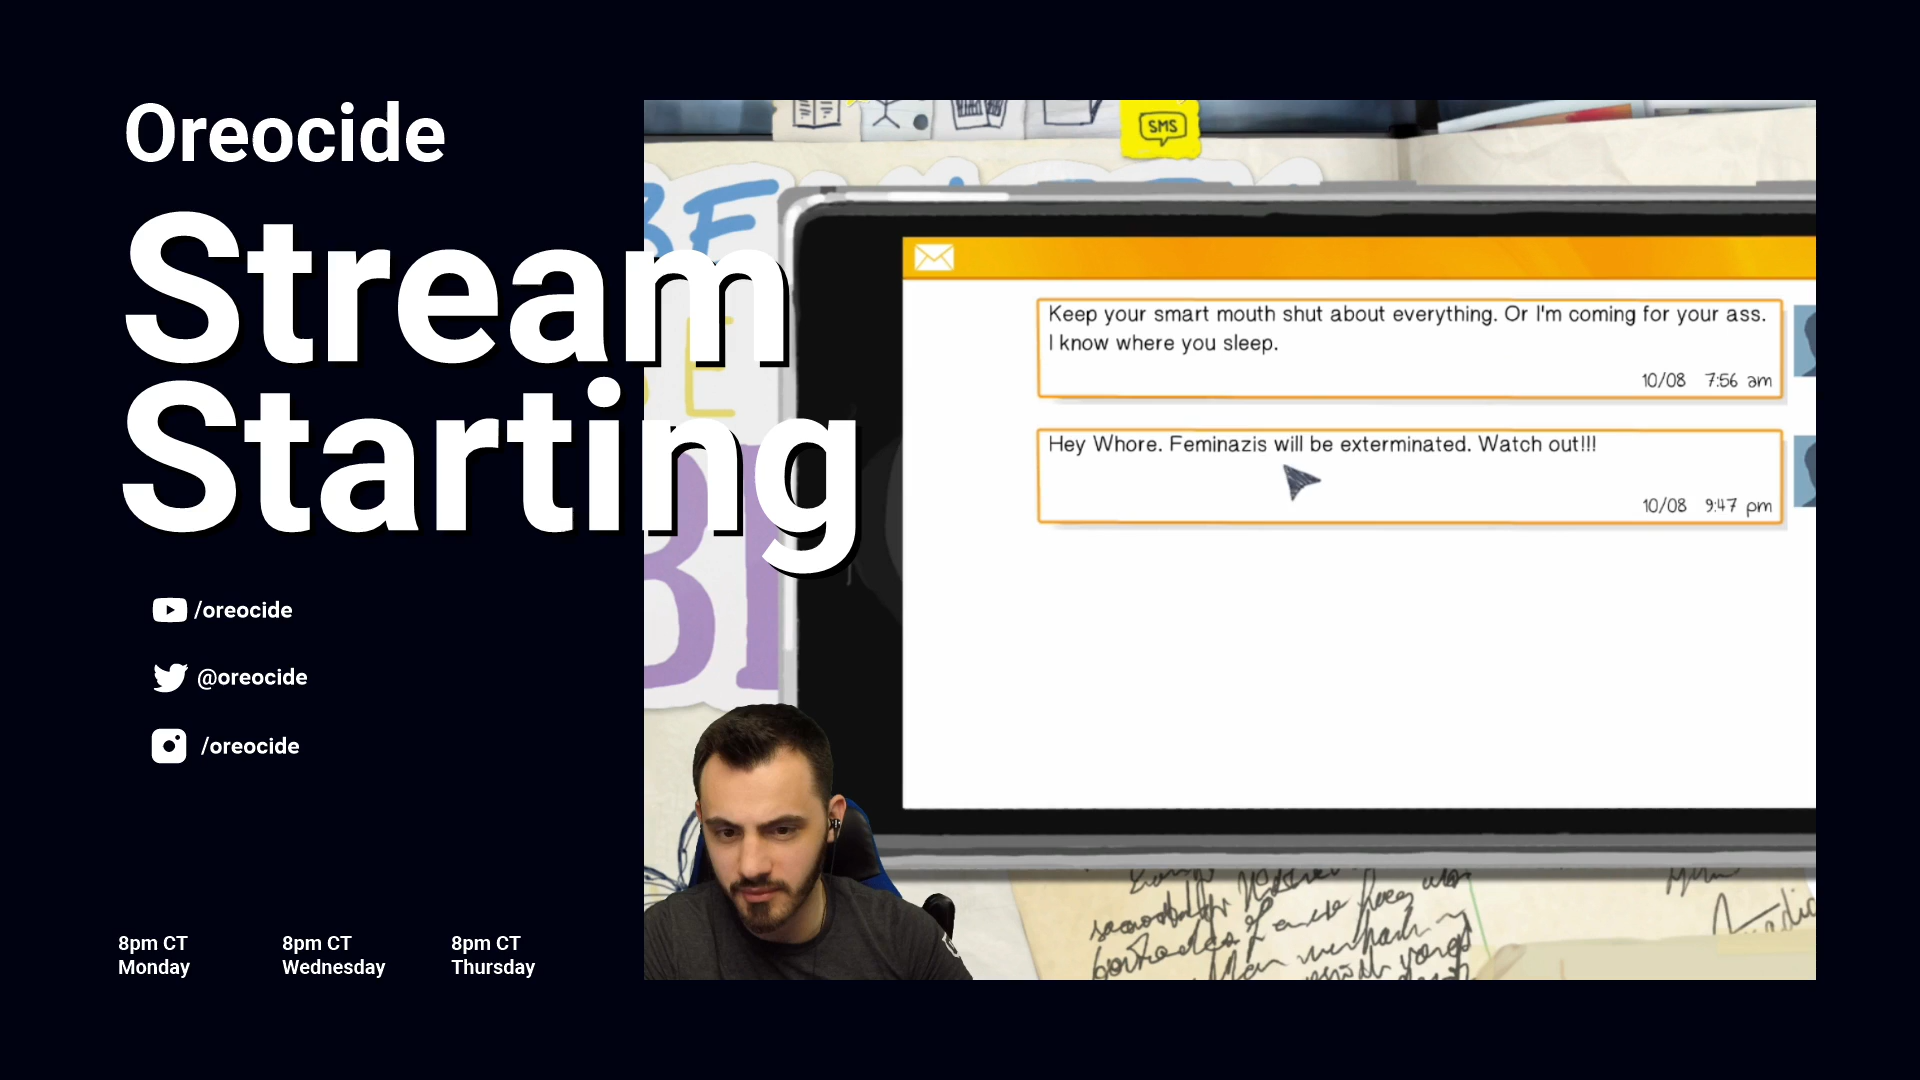 Oreocide
Stream
Starting
/oreocide
@oreocide
/oreocide
8pm CT
Monday
8pm CT
Wednesday
8pm CT
Thursday
SMS
Keep your smart mouth shut about everything. Or I'm coming for your ass.
I know where you sleep.
10/08 7:56 am
Hey Whore. Feminazis will be exterminated. Watch out!!!
10/08 9:47 pm